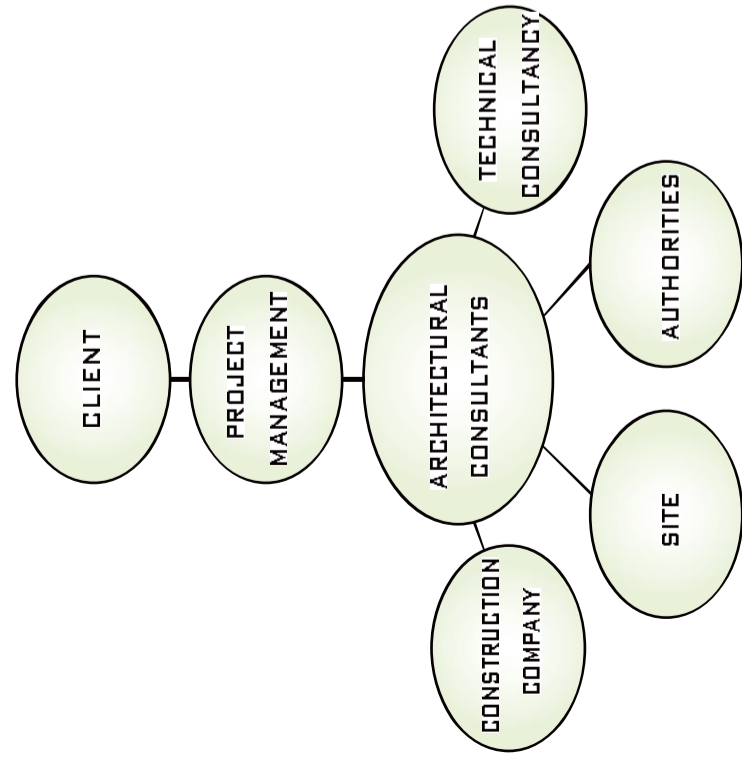 CLIENT
PROJECT
MANAGEMENT
ARCHITECTURAL
CONSULTANTS
CONSTRUCTION
COMPANY
TECHNICAL
CONSULTANCY
SITE
AUTHORITIES